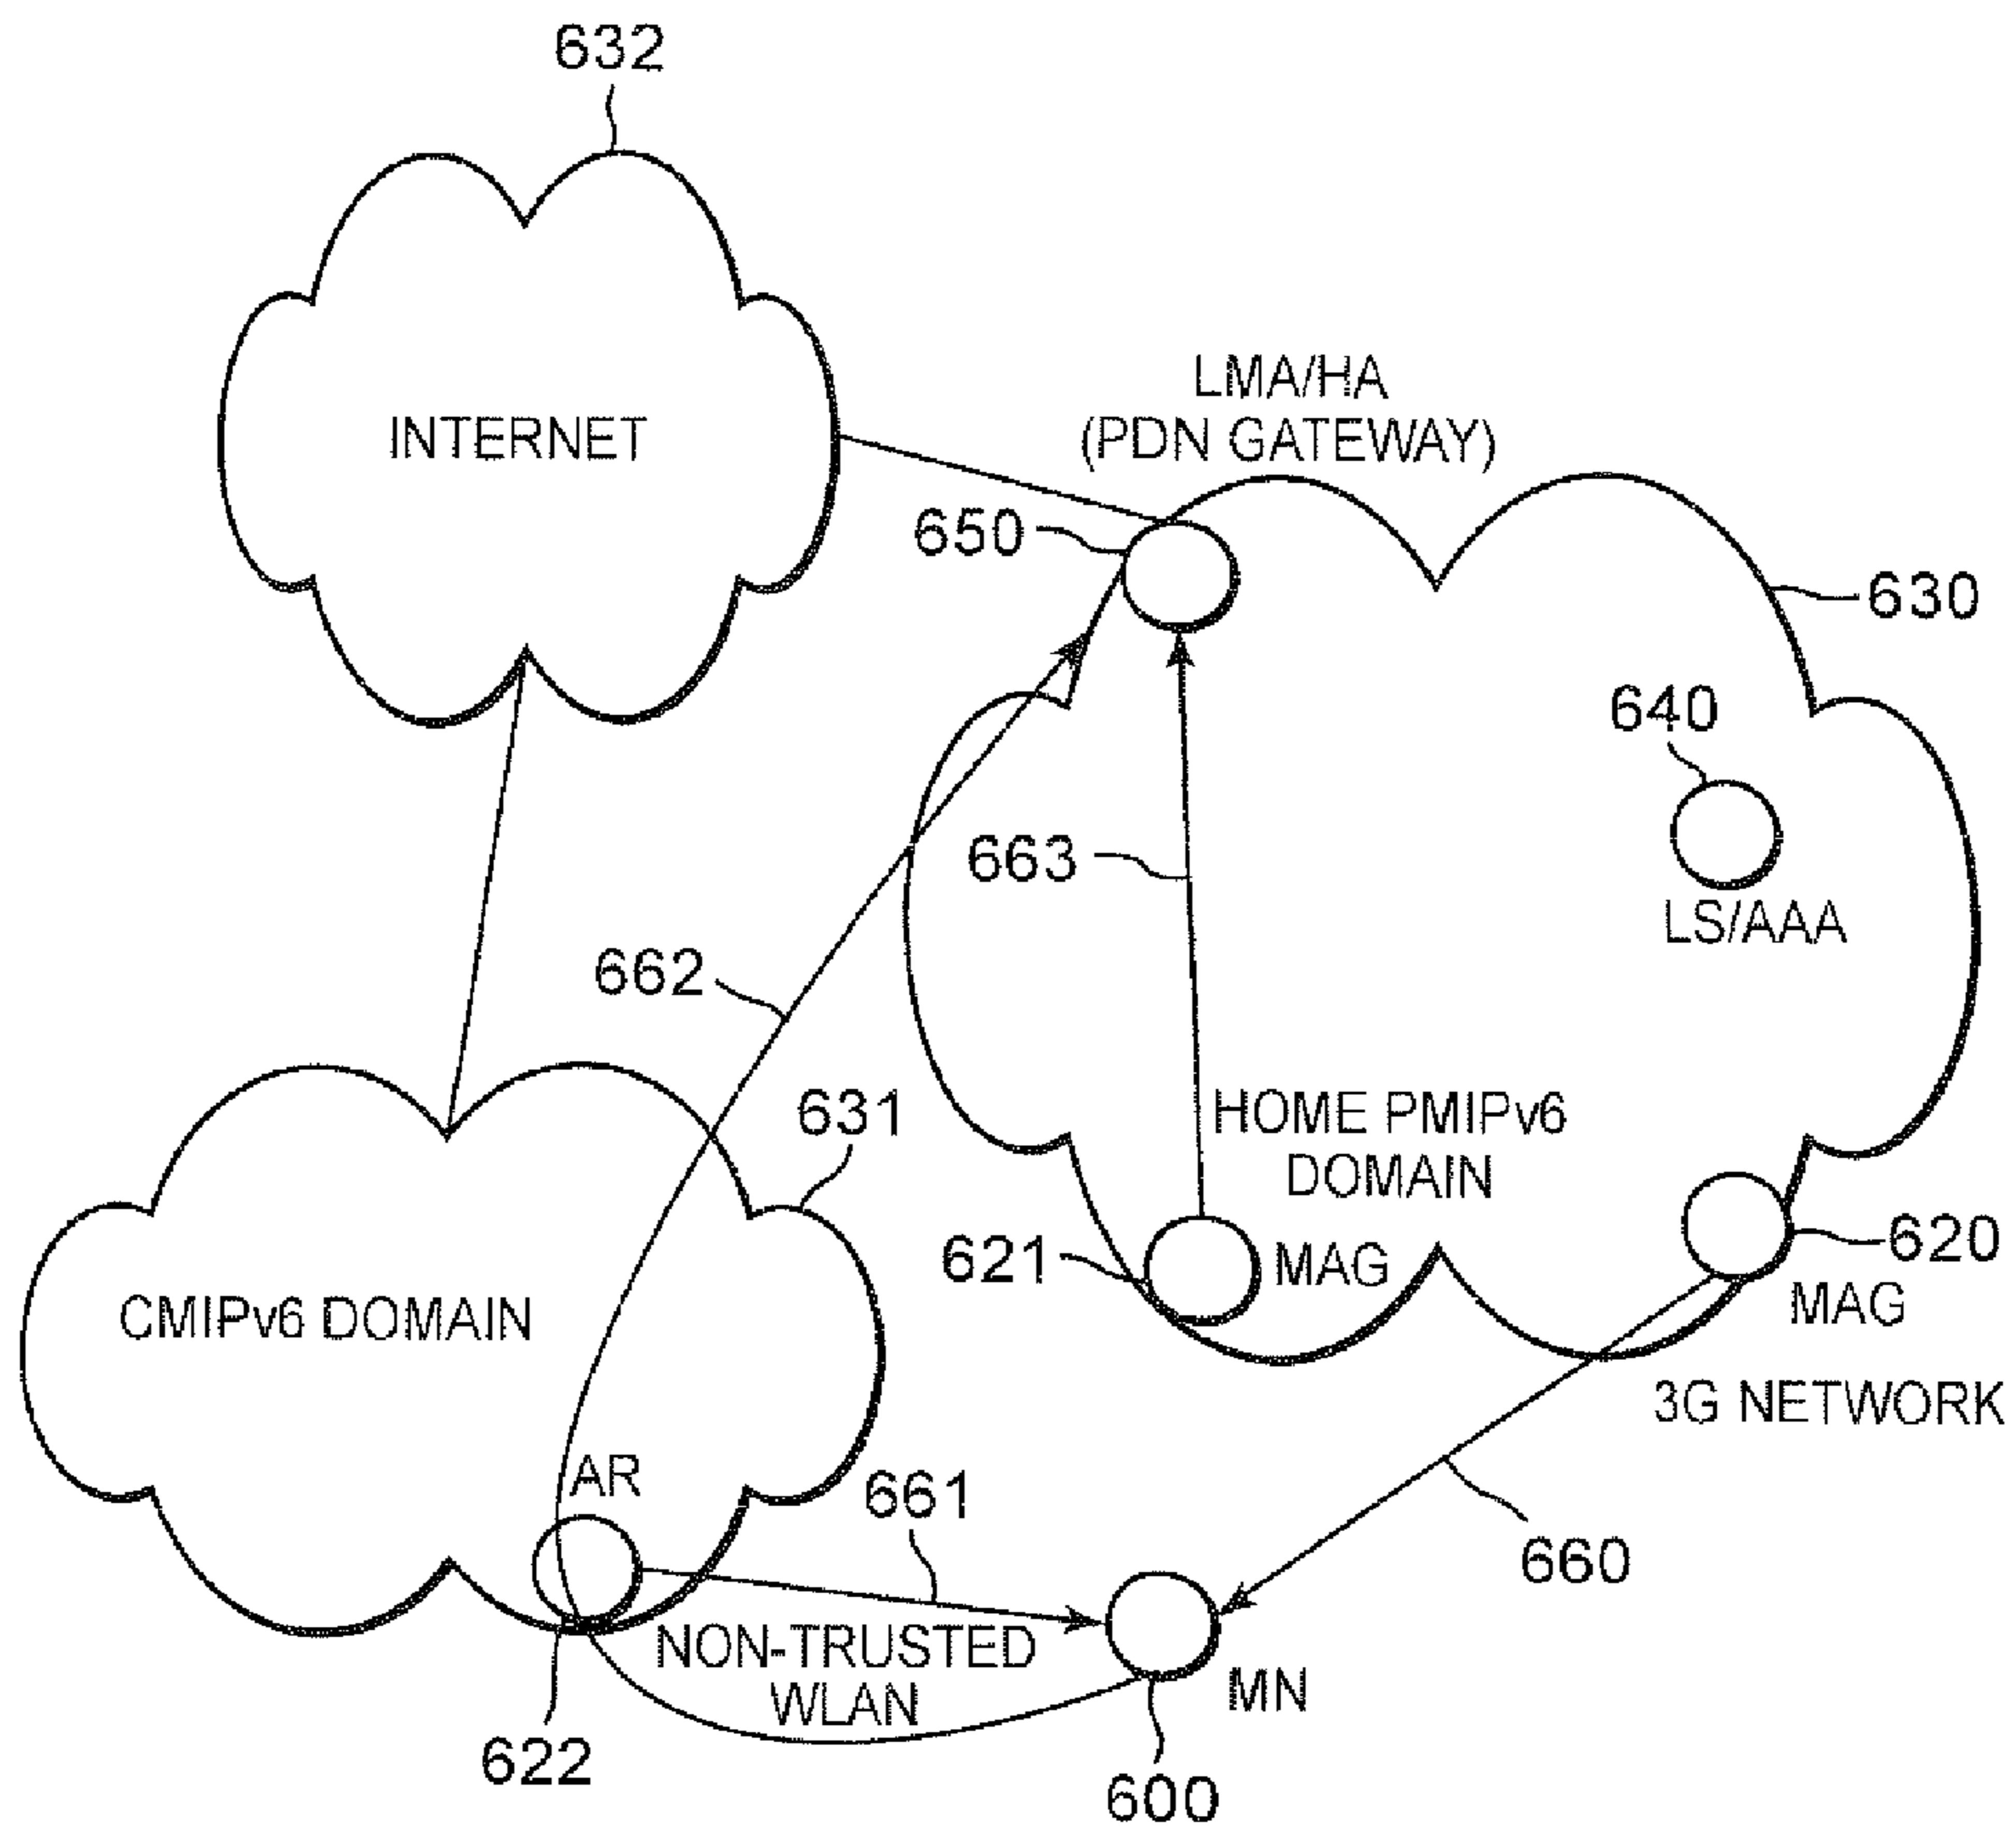 632
INTERNET
LMA/HA
(PDN GATEWAY)
650
630
640
LS/AAA
663
662
631
HOME PMIPv6
DOMAIN
621
MAG
620
MAG
CMIPv6 DOMAIN
3G NETWORK
AR
661
660
NON-TRUSTED
WLAN
MN
622
600